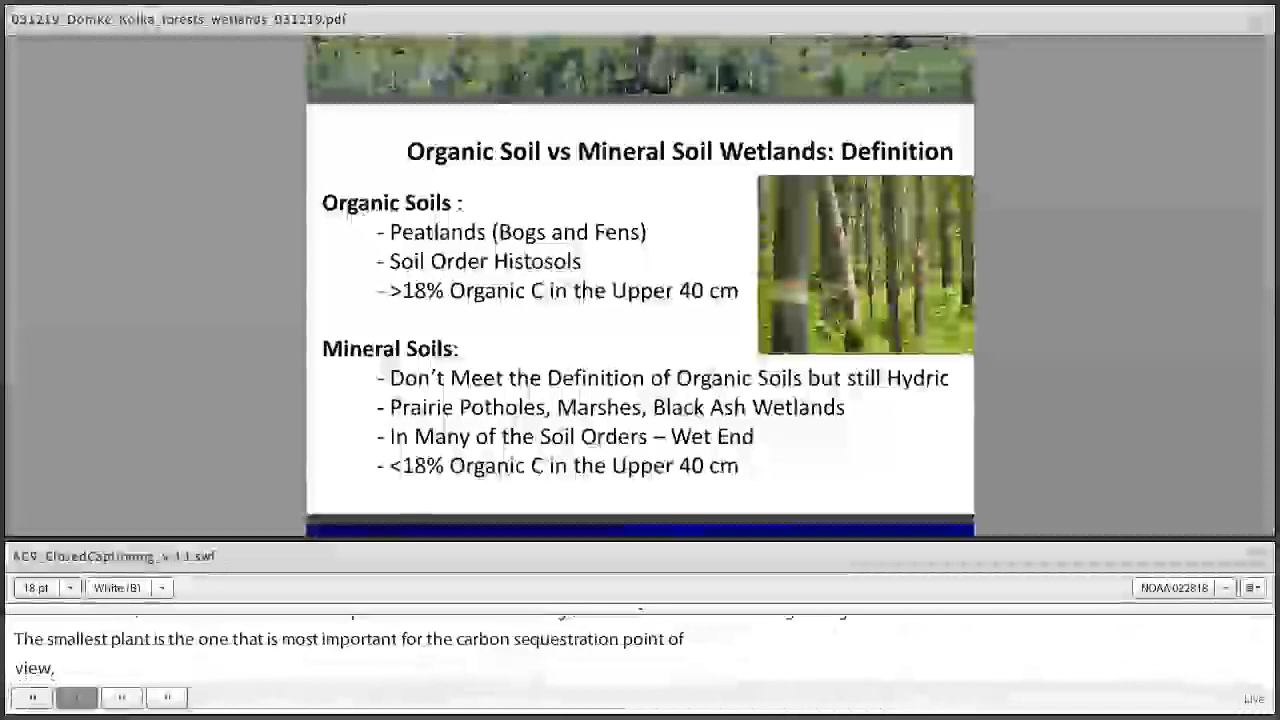 031219_Domke_Kolka_forests_wetlands_031219.pdf
Organic Soil vs Mineral Soil Wetlands: Definition
Organic Soils :
- Peatlands (Bogs and Fens)
- Soil Order Histosols
- >18% Organic C in the Upper 40 cm
Mineral Soils:
- Don’t Meet the Definition of Organic Soils but still Hydric
- Prairie Potholes, Marshes, Black Ash Wetlands
- In Many of the Soil Orders – Wet End
- <18% Organic C in the Upper 40 cm
18 pt
White/Bl
NOAA022818
The smallest plant is the one that is most important for the carbon sequestration point of
view,
Live